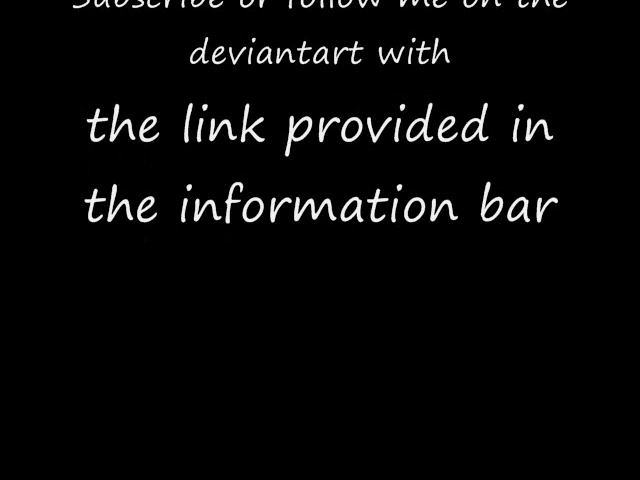 Subscribe or follow me on the
deviantart with
the link provided in
the information bar